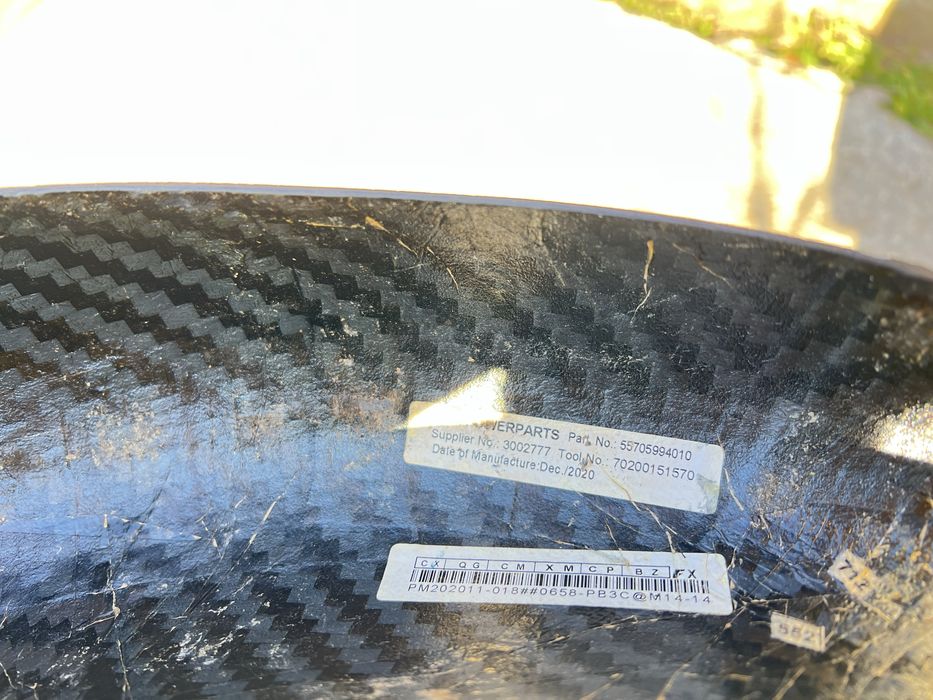 WERPARTS Part. No.: 55705994010
Supplier No.: 3002777 Tool No.: 70200151570
Date of Manufacture:Dec./2020
CX QG CM XM CP BZ FX
PM202011-018##0658-PB3C@M14-14